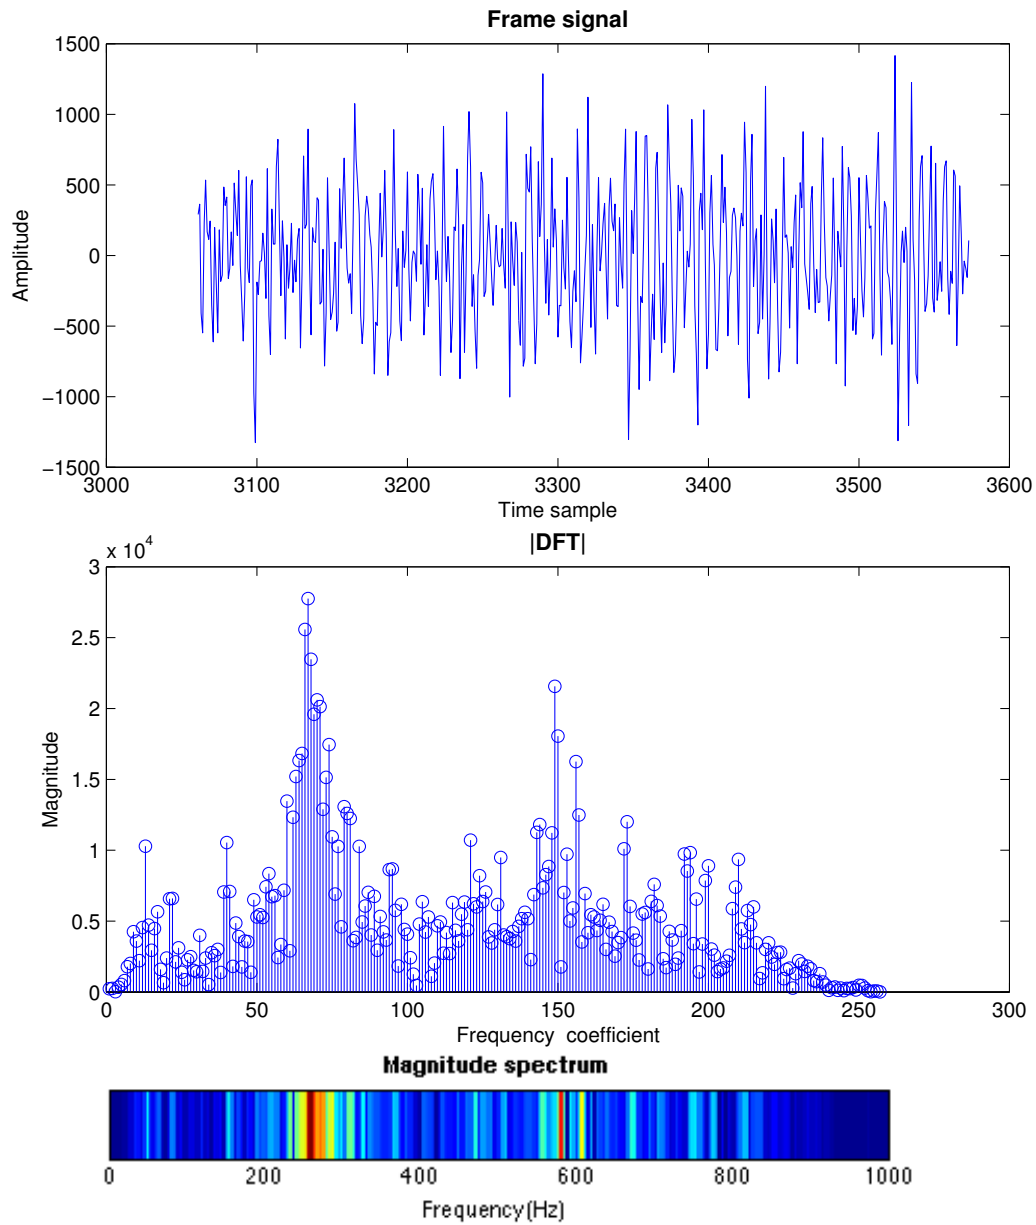 Frame signal
1500
1000
500
0
−500
−1000
−1500
Amplitude
3000 3100 3200 3300 3400 3500 3600
Time sample
|DFT|
x 10^4
3
2.5
2
1.5
1
0.5
0
Magnitude
0 50 100 150 200 250 300
Frequency coefficient
Magnitude spectrum
0 200 400 600 800 1000
Frequency(Hz)